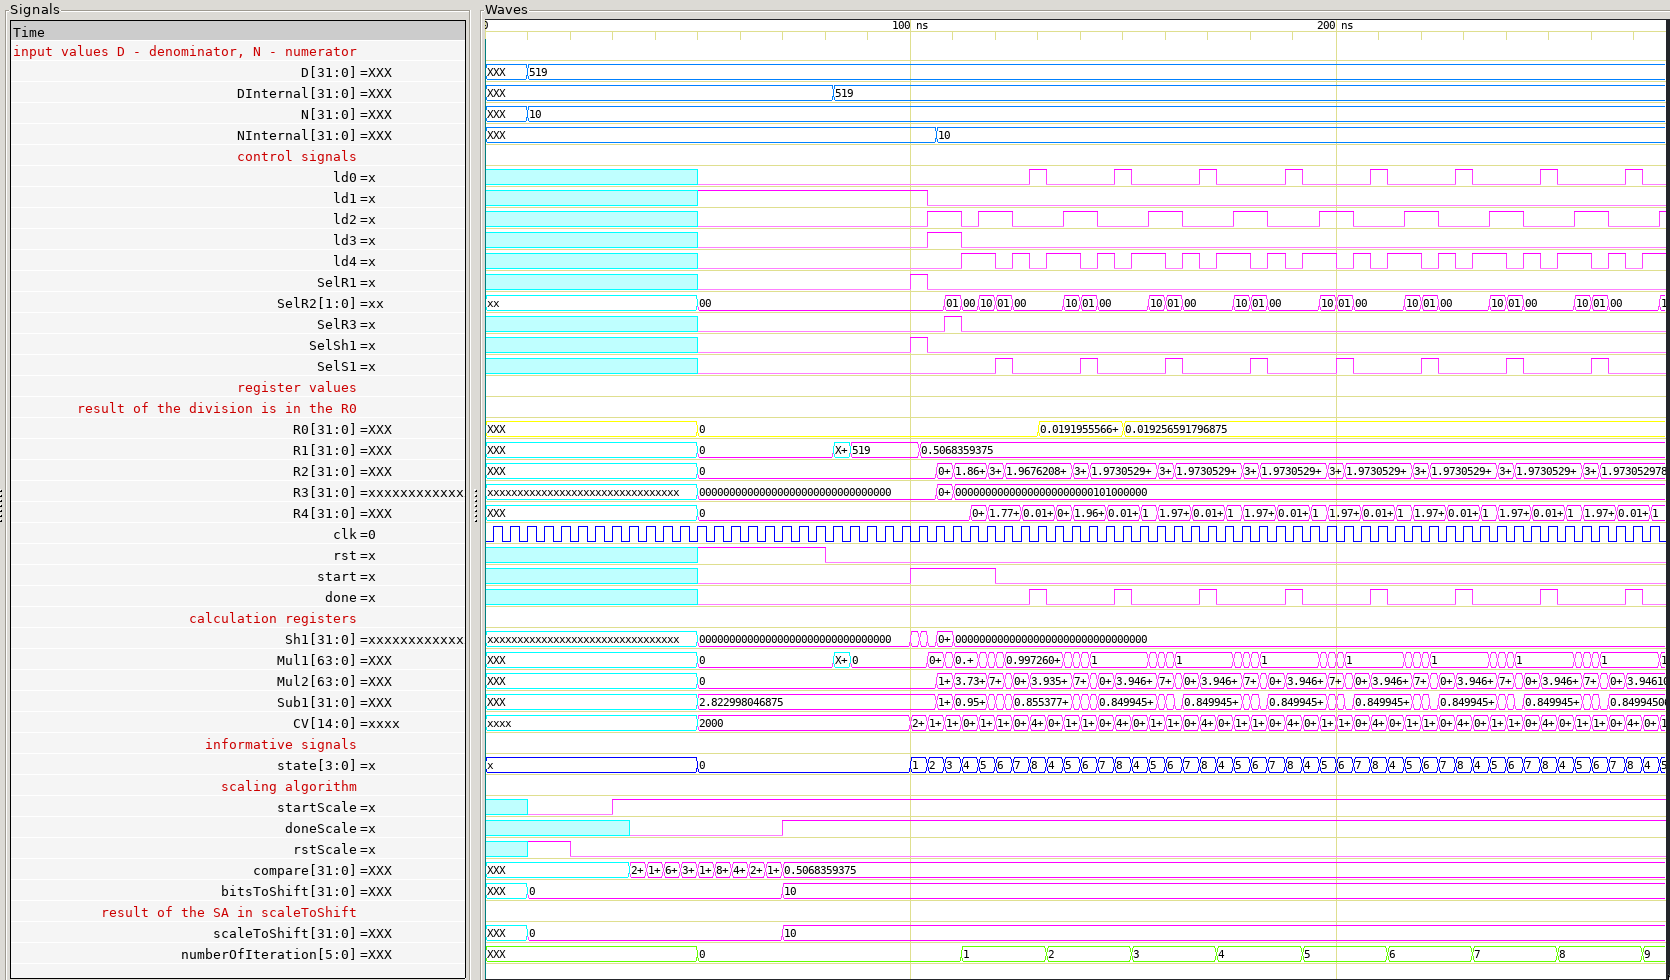 Signals Waves
Time 0 100 ns 200 ns
input values D - denominator, N - numerator
D[31:0] =XXX XXX 519
DInternal[31:0] =XXX XXX 519
N[31:0] =XXX XXX 10
NInternal[31:0] =XXX XXX 10
control signals
ld0 =x
ld1 =x
ld2 =x
ld3 =x
ld4 =x
SelR1 =x
SelR2[1:0] =xx xx 00 01 00 10 01 00 10 01 00 10 01 00 10 01 00 10 01 00 10 01 00 10 01 00 10 01 00 1
SelR3 =x
SelSh1 =x
SelS1 =x
register values
result of the division is in the R0
R0[31:0] =XXX XXX 0 0.0191955566+ 0.019256591796875
R1[31:0] =XXX XXX 0 X+ 519 0.5068359375
R2[31:0] =XXX XXX 0 0+ 1.86+ 3+ 1.9676208+ 3+ 1.9730529+ 3+ 1.9730529+ 3+ 1.9730529+ 3+ 1.9730529+ 3+ 1.9730529+ 3+ 1.9730529+ 3+ 1.973052978
R3[31:0] =xxxxxxxxxxxx xxxxxxxxxxxxxxxxxxxxxxxxxxxxxxxx 00000000000000000000000000000000 0+ 00000000000000000000000101000000
R4[31:0] =XXX XXX 0 0+ 1.77+ 0.01+ 0+ 1.96+ 0.01+ 1 1.97+ 0.01+ 1 1.97+ 0.01+ 1 1.97+ 0.01+ 1 1.97+ 0.01+ 1 1.97+ 0.01+ 1 1.97+ 0.01+ 1
clk =0
rst =x
start =x
done =x
calculation registers
Sh1[31:0] =xxxxxxxxxxxx xxxxxxxxxxxxxxxxxxxxxxxxxxxxxxxx 00000000000000000000000000000000 0+ 00000000000000000000000000000000
Mul1[63:0] =XXX XXX 0 X+ 0 0+ 0.+ 0.997260+ 1 1 1 1 1 1 1
Mul2[63:0] =XXX XXX 0 1+ 3.73+ 7+ 0+ 3.935+ 7+ 0+ 3.946+ 7+ 0+ 3.946+ 7+ 0+ 3.946+ 7+ 0+ 3.946+ 7+ 0+ 3.946+ 7+ 0+ 3.946+ 7+ 0+ 3.94610
Sub1[31:0] =XXX XXX 2.822998046875 1+ 0.95+ 0.855377+ 0.849945+ 0.849945+ 0.849945+ 0.849945+ 0.849945+ 0.849945+ 0.8499450
CV[14:0] =xxxx xxxx 2000 2+ 1+ 1+ 0+ 1+ 1+ 0+ 4+ 0+ 1+ 1+ 0+ 4+ 0+ 1+ 1+ 0+ 4+ 0+ 1+ 1+ 0+ 4+ 0+ 1+ 1+ 0+ 4+ 0+ 1+ 1+ 0+ 4+ 0+ 1+ 1+ 0+ 4+ 0+ 1+ 1+ 0+ 4+ 0+ 1
informative signals
state[3:0] =x x 0 1 2 3 4 5 6 7 8 4 5 6 7 8 4 5 6 7 8 4 5 6 7 8 4 5 6 7 8 4 5 6 7 8 4 5 6 7 8 4 5 6 7 8 4 5
scaling algorithm
startScale =x
doneScale =x
rstScale =x
compare[31:0] =XXX XXX 2+ 1+ 6+ 3+ 1+ 8+ 4+ 2+ 1+ 0.5068359375
bitsToShift[31:0] =XXX XXX 0 10
result of the SA in scaleToShift
scaleToShift[31:0] =XXX XXX 0 10
numberOfIteration[5:0] =XXX XXX 0 1 2 3 4 5 6 7 8 9